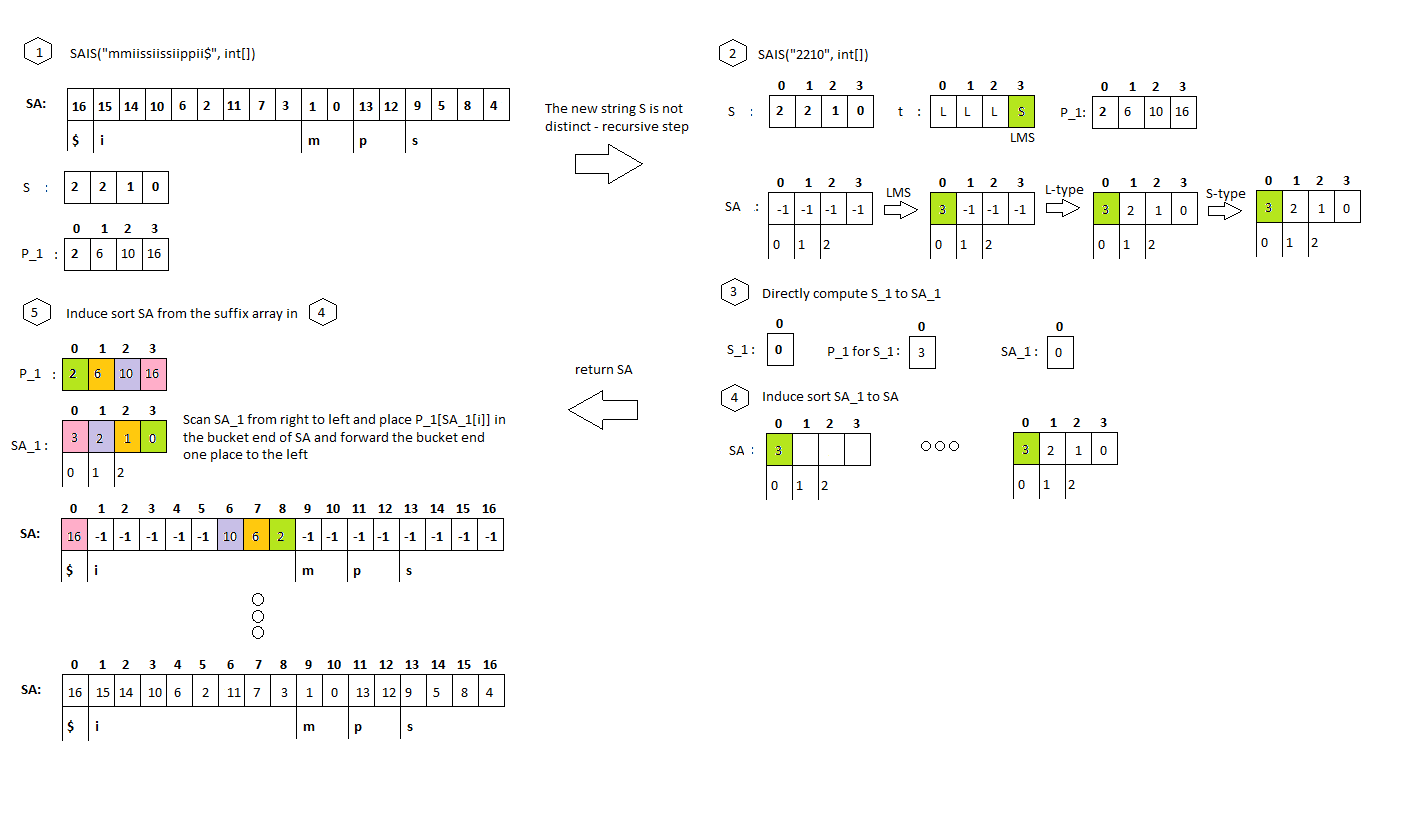 1 SAIS("mmiissiissiippii$", int[])
SA: 16 15 14 10 6 2 11 7 3 1 0 13 12 9 5 8 4
$ i m p s
S : 2 2 1 0
0 1 2 3
P_1 : 2 6 10 16
The new string S is not
distinct - recursive step
2 SAIS("2210", int[])
0 1 2 3 0 1 2 3 0 1 2 3
S : 2 2 1 0 t : L L L S P_1: 2 6 10 16
LMS
0 1 2 3 LMS 0 1 2 3 L-type 0 1 2 3 S-type 0 1 2 3
SA : -1 -1 -1 -1 3 -1 -1 -1 3 2 1 0 3 2 1 0
0 1 2 0 1 2 0 1 2 0 1 2
3 Directly compute S_1 to SA_1
0 0 0
S_1: 0 P_1 for S_1: 3 SA_1: 0
4 Induce sort SA_1 to SA
0 1 2 3 0 1 2 3
SA : 3 3 2 1 0
0 1 2 0 1 2
return SA
5 Induce sort SA from the suffix array in 4
0 1 2 3
P_1 : 2 6 10 16
0 1 2 3
SA_1: 3 2 1 0
0 1 2
Scan SA_1 from right to left and place P_1[SA_1[i]] in
the bucket end of SA and forward the bucket end
one place to the left
0 1 2 3 4 5 6 7 8 9 10 11 12 13 14 15 16
SA: 16 -1 -1 -1 -1 -1 10 6 2 -1 -1 -1 -1 -1 -1 -1 -1
$ i m p s
0 1 2 3 4 5 6 7 8 9 10 11 12 13 14 15 16
SA: 16 15 14 10 6 2 11 7 3 1 0 13 12 9 5 8 4
$ i m p s